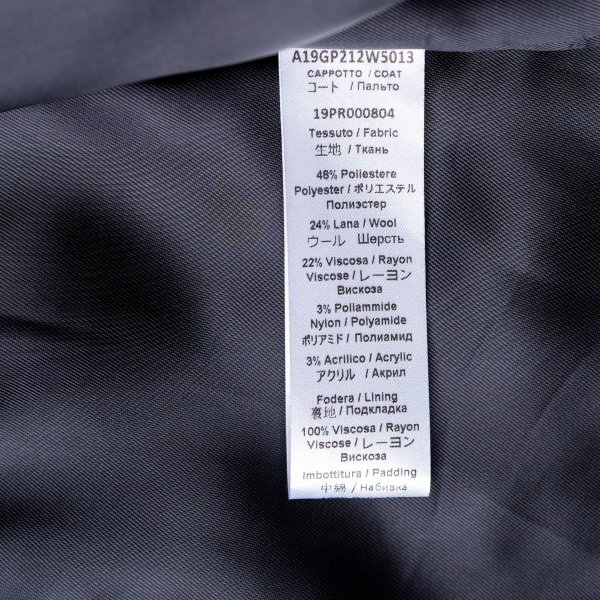 A19GP212W5013
CAPPOTTO / COAT
コート / Пальто
19PR000804
Tessuto / Fabric
生地 / Ткань
48% Poliestere
Polyester / ポリエステル
Полиэстер
24% Lana / Wool
ウール Шерсть
22% Viscosa / Rayon
Viscose / レーヨン
Вискоза
3% Poliammide
Nylon / Polyamide
ポリアミド / Полиамид
3% Acrilico / Acrylic
アクリル / Акрил
Fodera / Lining
裏地 / Подкладка
100% Viscosa / Rayon
Viscose / レーヨン
Вискоза
Imbottitura / Padding
中綿 / Набивка